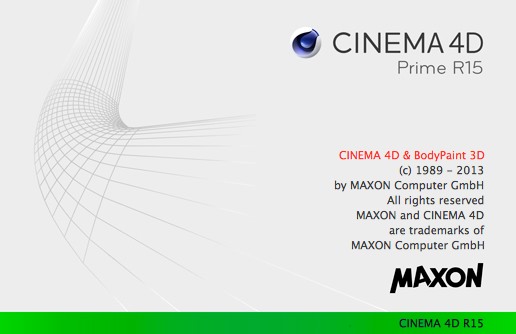 CINEMA 4D
Prime R15
CINEMA 4D & BodyPaint 3D
(c) 1989 – 2013
by MAXON Computer GmbH
All rights reserved
MAXON and CINEMA 4D
are trademarks of
MAXON Computer GmbH
MAXON
CINEMA 4D R15